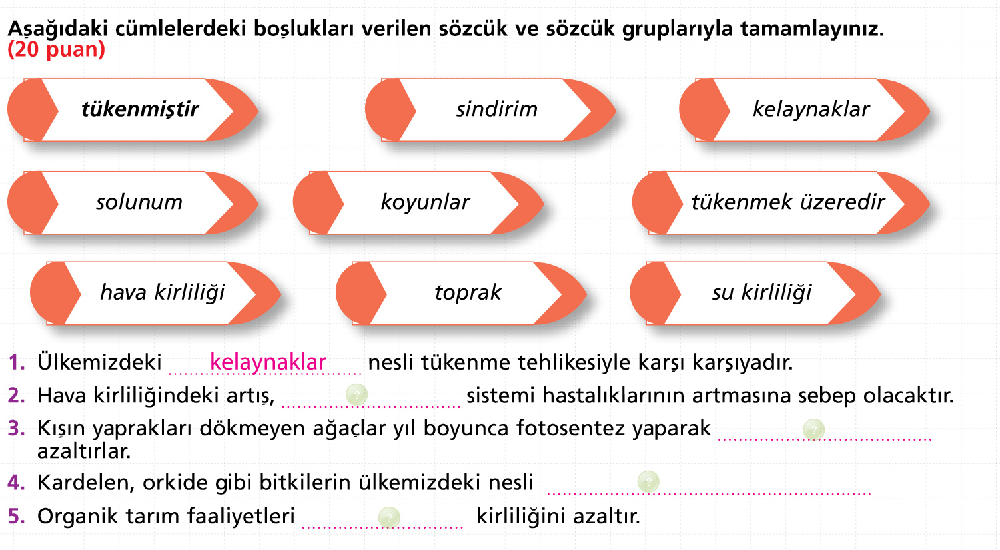 Aşağıdaki cümlelerdeki boşlukları verilen sözcük ve sözcük gruplarıyla tamamlayınız.
(20 puan)
tükenmiştir
sindirim
kelaynaklar
solunum
koyunlar
tükenmek üzeredir
hava kirliliği
toprak
su kirliliği
1. Ülkemizdeki kelaynaklar nesli tükenme tehlikesiyle karşı karşıyadır.
2. Hava kirliliğindeki artış, ? sistemi hastalıklarının artmasına sebep olacaktır.
3. Kışın yaprakları dökmeyen ağaçlar yıl boyunca fotosentez yaparak ?
azaltırlar.
4. Kardelen, orkide gibi bitkilerin ülkemizdeki nesli ?
5. Organik tarım faaliyetleri ? kirliliğini azaltır.